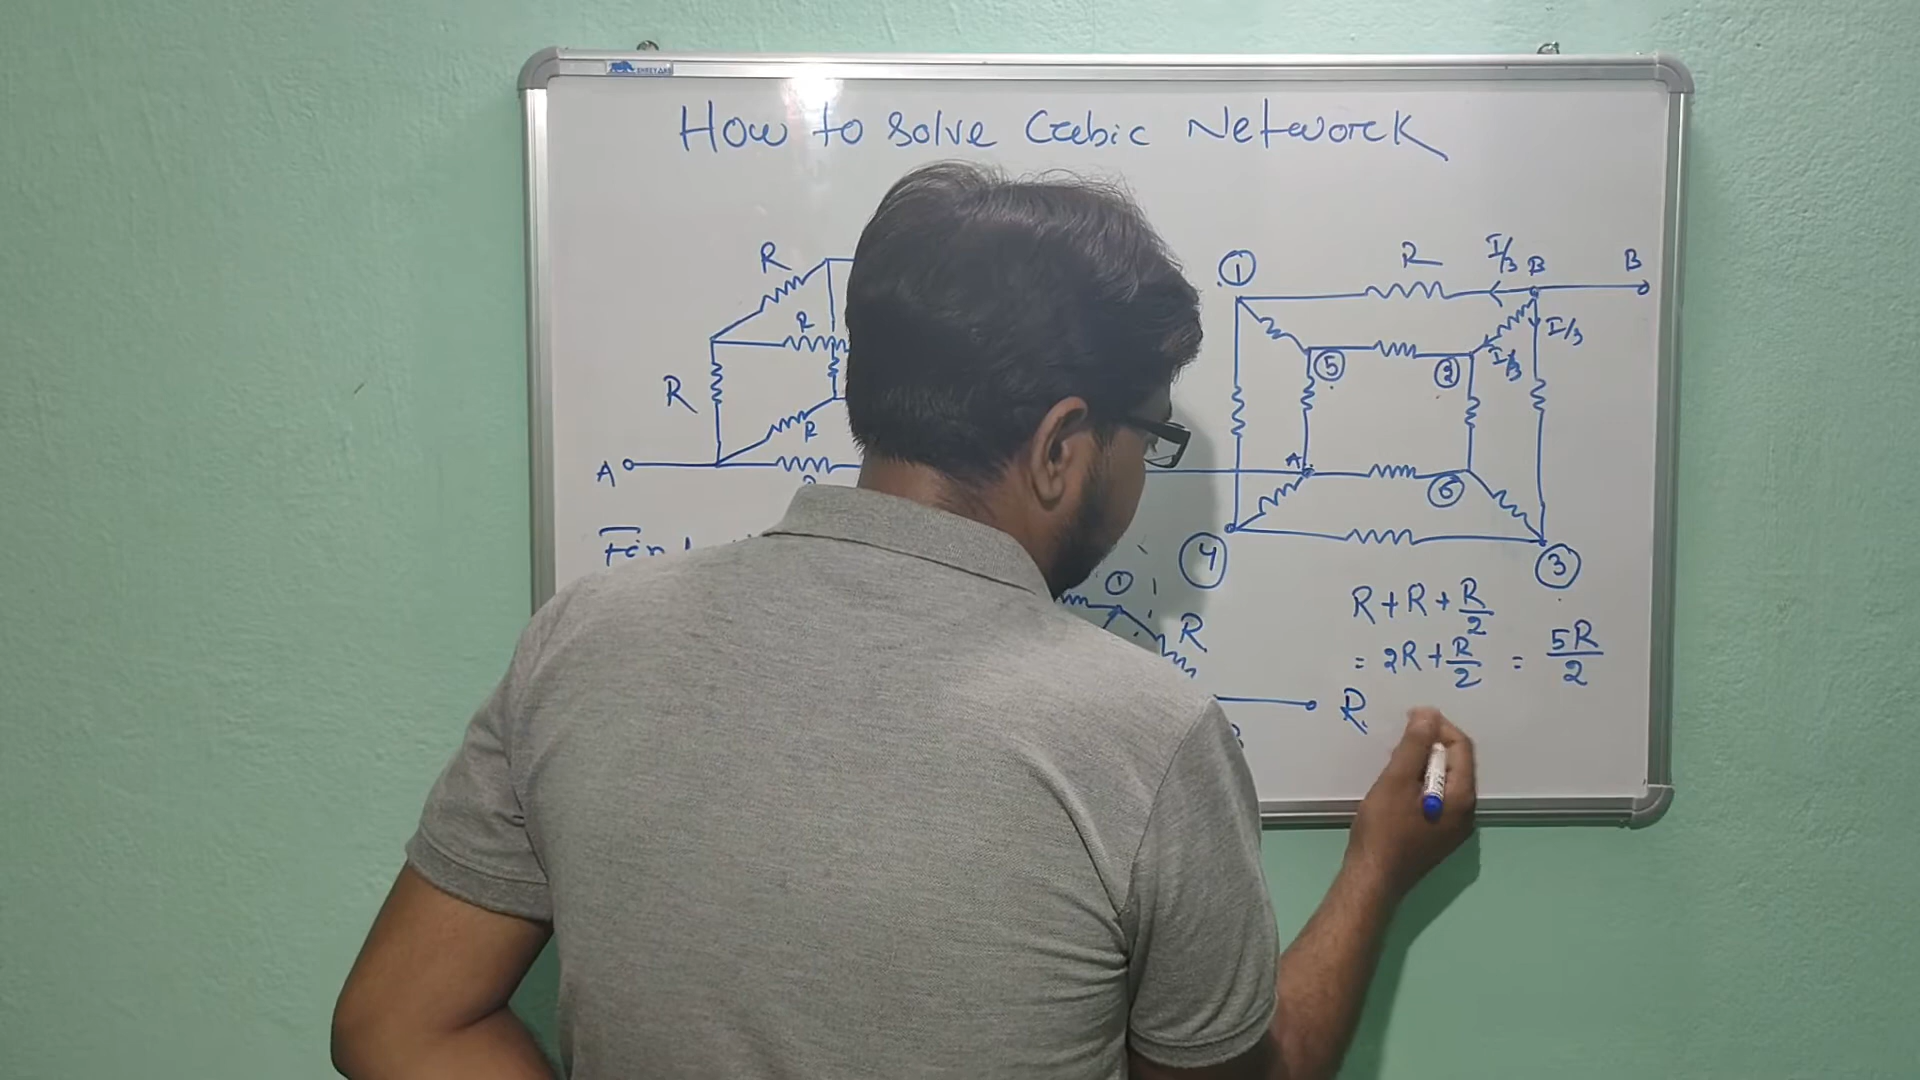 SHREYANS
How to solve Cubic Network
R
R
R
R
A
R
1
R
I/3
B
B
I/3
I/3
5
2
A
6
4
3
1
R
R + R + R/2
= 2R + R/2 = 5R/2
R